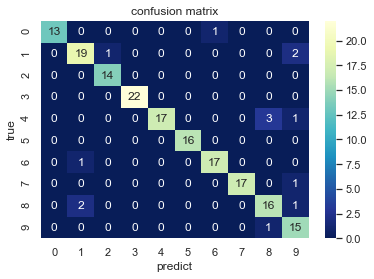 confusion matrix
0 13 0 0 0 0 0 1 0 0 0
1 0 19 1 0 0 0 0 0 0 2
2 0 0 14 0 0 0 0 0 0 0
3 0 0 0 22 0 0 0 0 0 0
4 0 0 0 0 17 0 0 0 3 1
5 0 0 0 0 0 16 0 0 0 0
6 0 1 0 0 0 0 17 0 0 0
7 0 0 0 0 0 0 0 17 0 1
8 0 2 0 0 0 0 0 0 16 1
9 0 0 0 0 0 0 0 0 1 15
0 1 2 3 4 5 6 7 8 9
predict
true
20.0
17.5
15.0
12.5
10.0
7.5
5.0
2.5
0.0